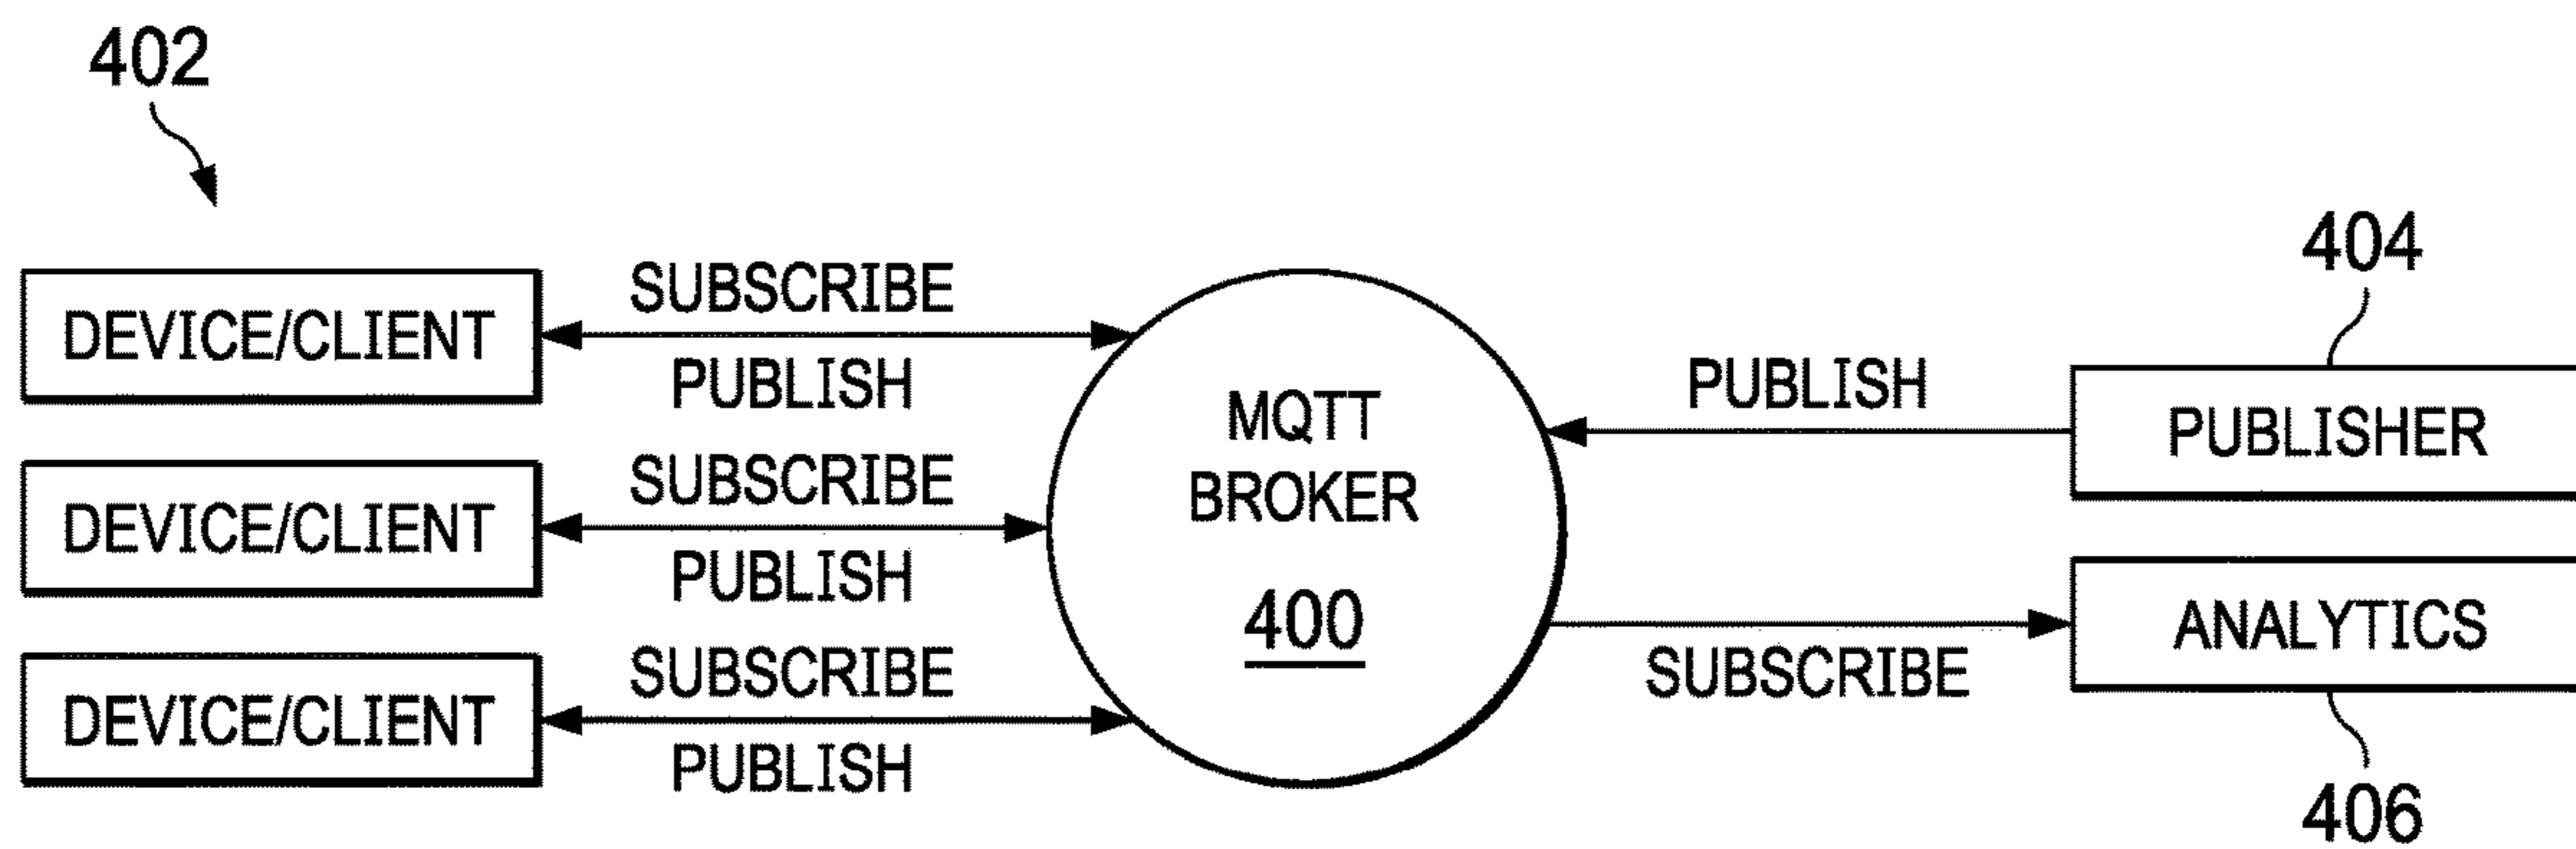 402
404
DEVICE/CLIENT
SUBSCRIBE
PUBLISH
DEVICE/CLIENT
SUBSCRIBE
PUBLISH
DEVICE/CLIENT
SUBSCRIBE
PUBLISH
MQTT
BROKER
400
PUBLISH
PUBLISHER
SUBSCRIBE
ANALYTICS
406